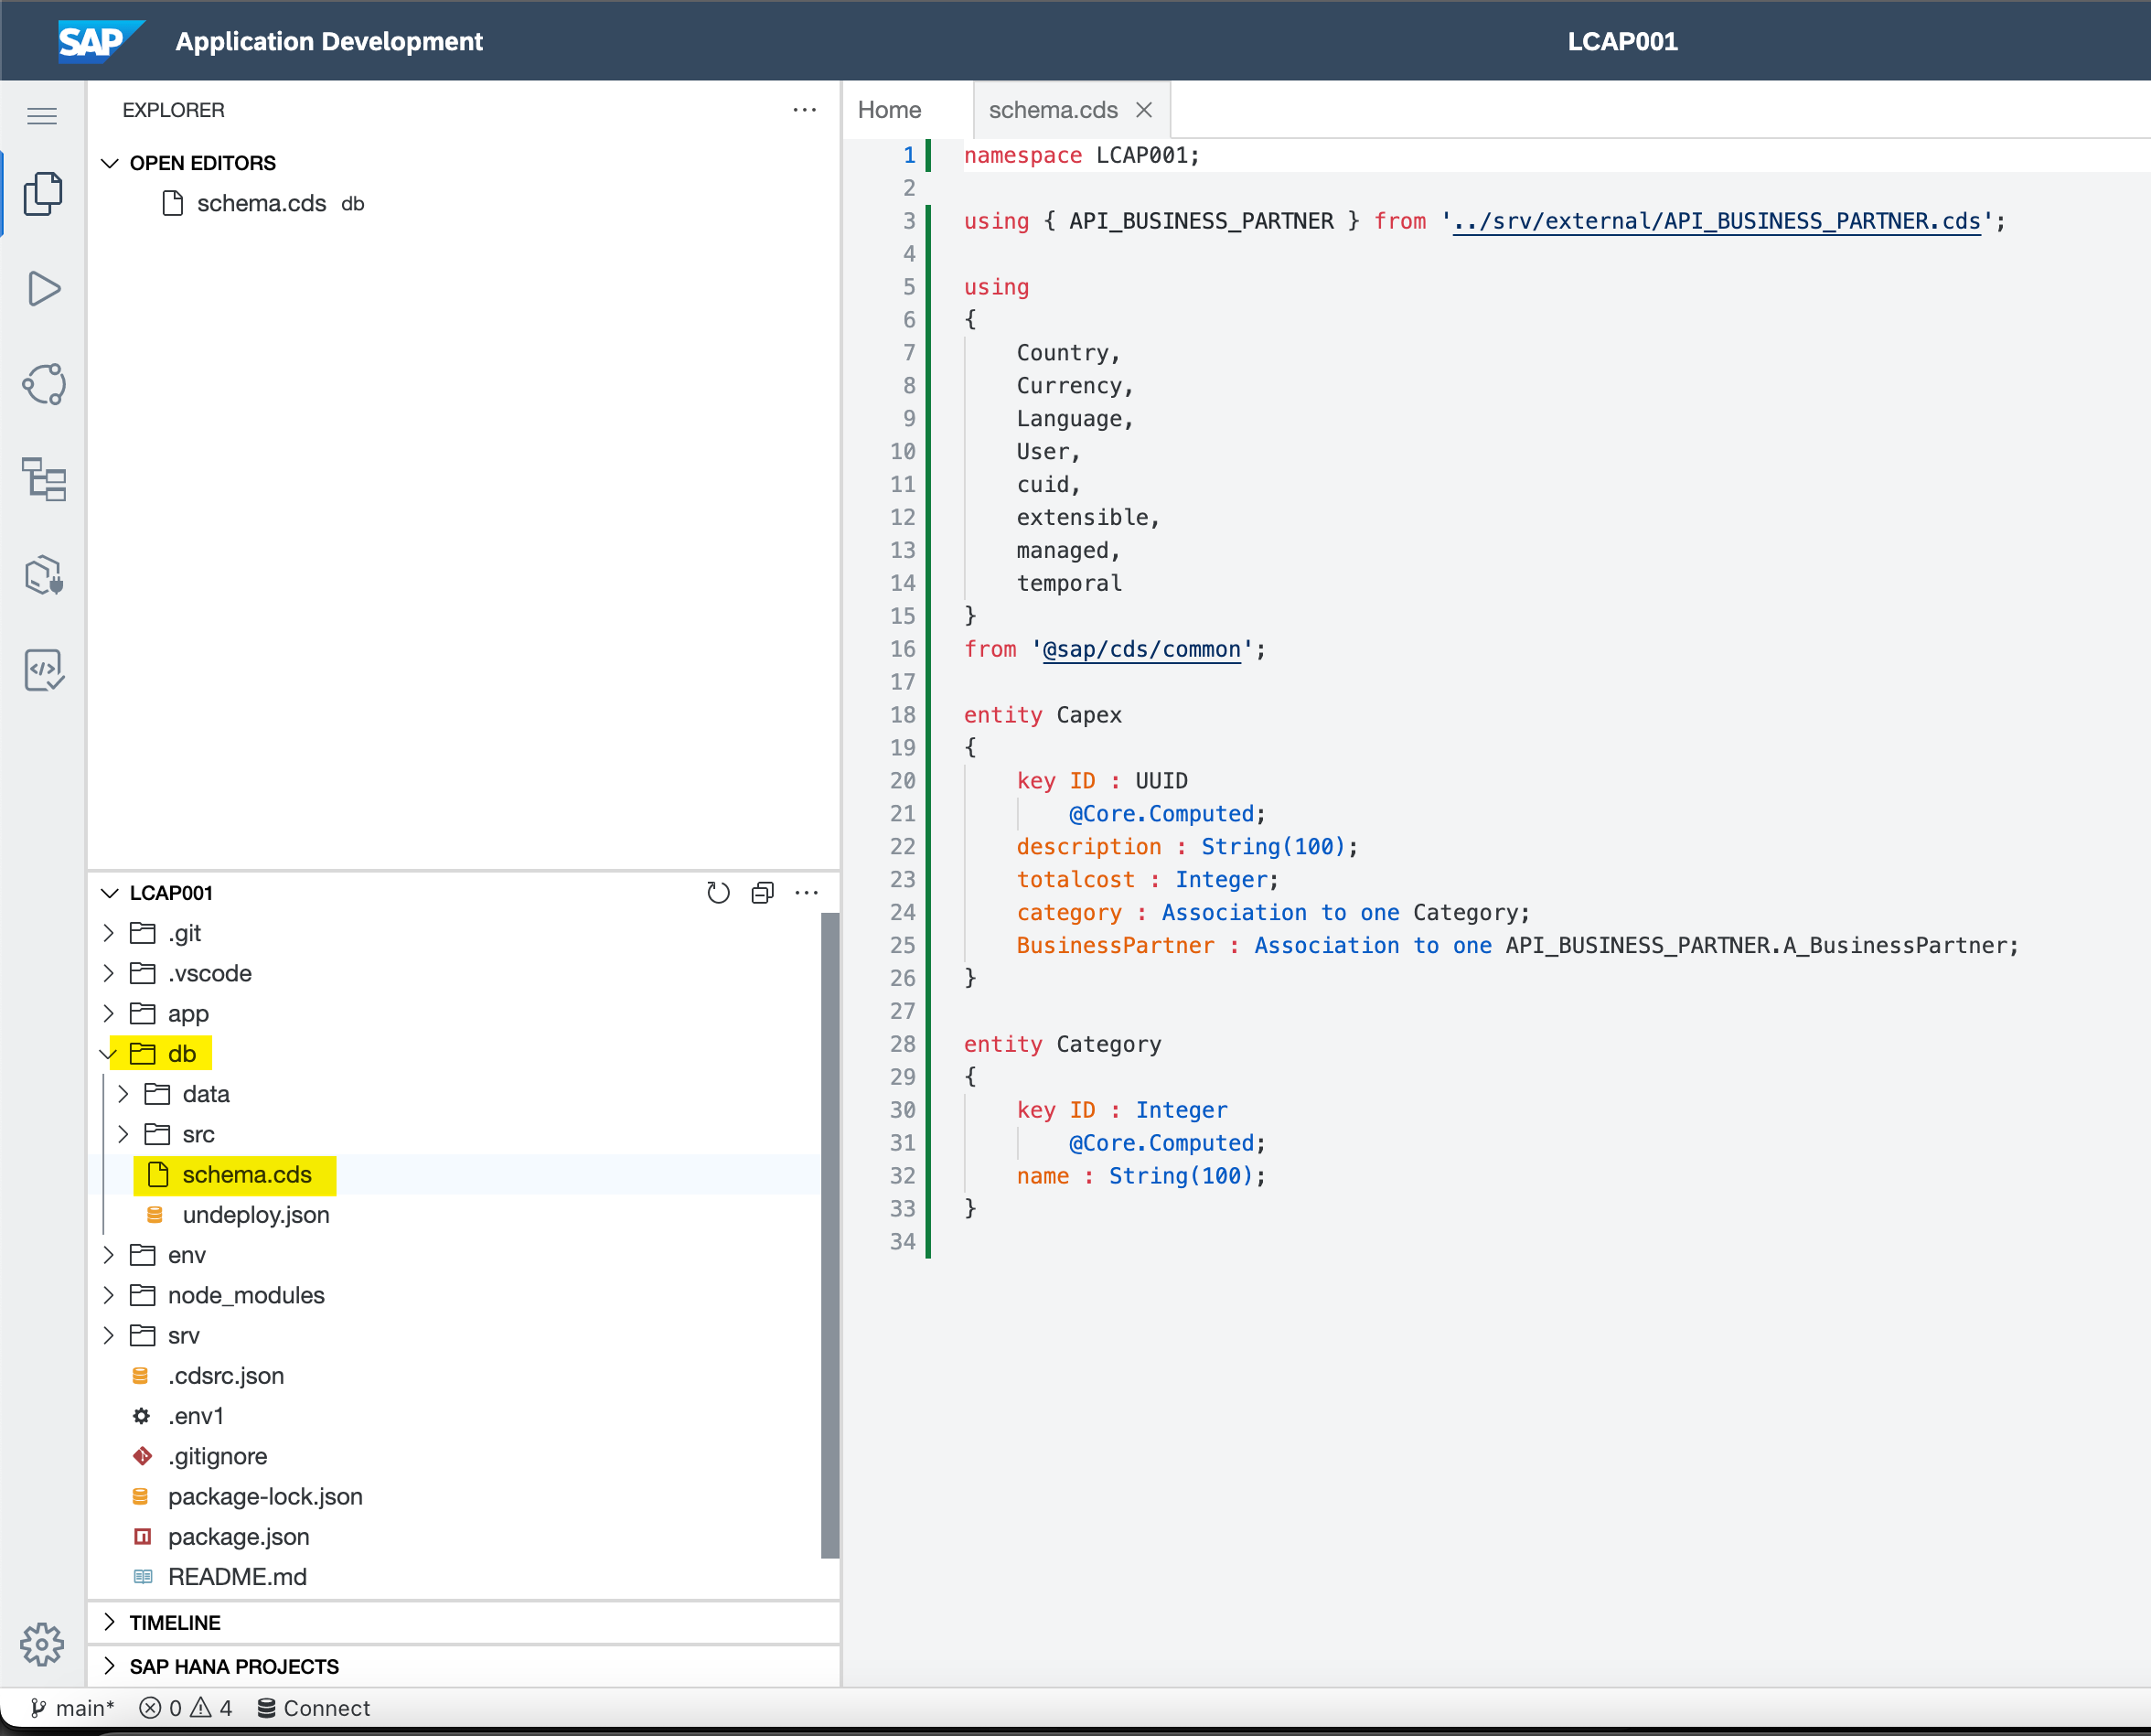 SAP Application Development
LCAP001
EXPLORER
OPEN EDITORS
schema.cds db
LCAP001
.git
.vscode
app
db
data
src
schema.cds
undeploy.json
env
node_modules
srv
.cdsrc.json
.env1
.gitignore
package-lock.json
package.json
README.md
TIMELINE
SAP HANA PROJECTS
Home
schema.cds
1 namespace LCAP001;
2
3 using { API_BUSINESS_PARTNER } from '../srv/external/API_BUSINESS_PARTNER.cds';
4
5 using
6 {
7 Country,
8 Currency,
9 Language,
10 User,
11 cuid,
12 extensible,
13 managed,
14 temporal
15 }
16 from '@sap/cds/common';
17
18 entity Capex
19 {
20 key ID : UUID
21 @Core.Computed;
22 description : String(100);
23 totalcost : Integer;
24 category : Association to one Category;
25 BusinessPartner : Association to one API_BUSINESS_PARTNER.A_BusinessPartner;
26 }
27
28 entity Category
29 {
30 key ID : Integer
31 @Core.Computed;
32 name : String(100);
33 }
34
main* 0 4 Connect